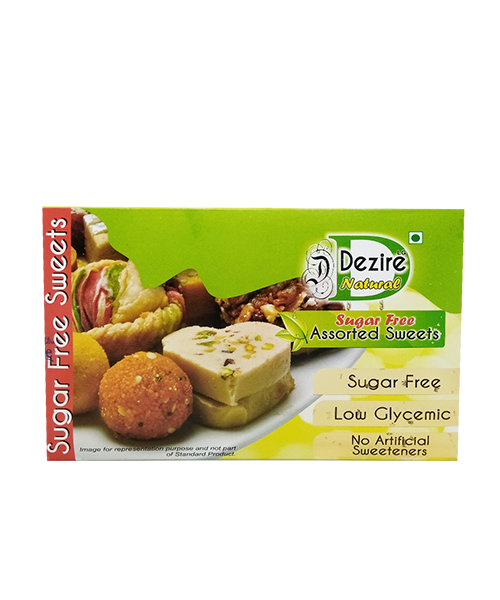 Sugar Free Sweets
D
Dezire
Natural
Sugar Free
Assorted Sweets
Sugar Free
Low Glycemic
No Artificial
Sweeteners
Image for representation purpose and not part
of Standard Product.